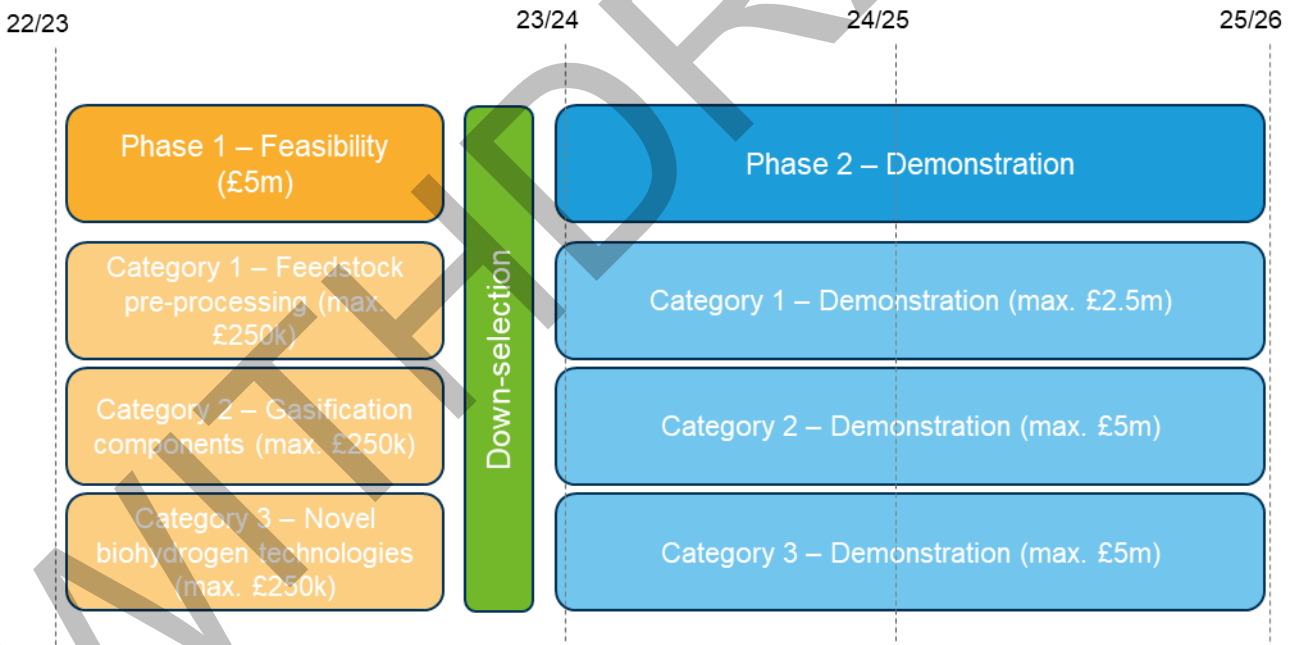 22/23
23/24
24/25
25/26
Phase 1 – Feasibility
(£5m)
Category 1 – Feedstock
pre-processing (max.
£250k)
Category 2 – Gasification
components (max. £250k)
Category 3 – Novel
biohydrogen technologies
(max. £250k)
Down-selection
Phase 2 – Demonstration
Category 1 – Demonstration (max. £2.5m)
Category 2 – Demonstration (max. £5m)
Category 3 – Demonstration (max. £5m)
WITHDR